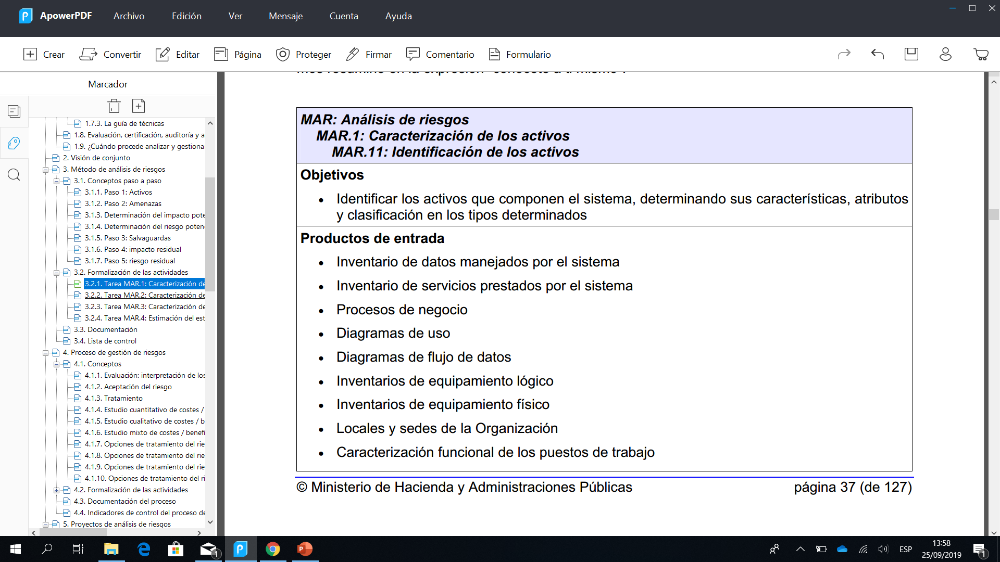 ApowerPDF
Archivo
Edición
Ver
Mensaje
Cuenta
Ayuda
Crear
Convertir
Editar
Página
Proteger
Firmar
Comentario
Formulario
Marcador
1.7.3. La guía de técnicas
1.8. Evaluación, certificación, auditoría y a
1.9. ¿Cuándo procede analizar y gestiona
2. Visión de conjunto
3. Método de análisis de riesgos
3.1. Conceptos paso a paso
3.1.1. Paso 1: Activos
3.1.2. Paso 2: Amenazas
3.1.3. Determinación del impacto pote
3.1.4. Determinación del riesgo poten
3.1.5. Paso 3: Salvaguardas
3.1.6. Paso 4: impacto residual
3.1.7. Paso 5: riesgo residual
3.2. Formalización de las actividades
3.2.1. Tarea MAR.1: Caracterización de
3.2.2. Tarea MAR.2: Caracterización de
3.2.3. Tarea MAR.3: Caracterización de
3.2.4. Tarea MAR.4: Estimación del est
3.3. Documentación
3.4. Lista de control
4. Proceso de gestión de riesgos
4.1. Conceptos
4.1.1. Evaluación: interpretación de los
4.1.2. Aceptación del riesgo
4.1.3. Tratamiento
4.1.4. Estudio cuantitativo de costes /
4.1.5. Estudio cualitativo de costes / b
4.1.6. Estudio mixto de costes / benefi
4.1.7. Opciones de tratamiento del rie
4.1.8. Opciones de tratamiento del rie
4.1.9. Opciones de tratamiento del rie
4.1.10. Opciones de tratamiento del ri
4.2. Formalización de las actividades
4.3. Documentación del proceso
4.4. Indicadores de control del proceso de
5. Proyectos de análisis de riesgos
MAR: Análisis de riesgos
MAR.1: Caracterización de los activos
MAR.11: Identificación de los activos
Objetivos
• Identificar los activos que componen el sistema, determinando sus características, atributos
y clasificación en los tipos determinados
Productos de entrada
• Inventario de datos manejados por el sistema
• Inventario de servicios prestados por el sistema
• Procesos de negocio
• Diagramas de uso
• Diagramas de flujo de datos
• Inventarios de equipamiento lógico
• Inventarios de equipamiento físico
• Locales y sedes de la Organización
• Caracterización funcional de los puestos de trabajo
© Ministerio de Hacienda y Administraciones Públicas página 37 (de 127)
1
ESP
13:58
25/09/2019
1